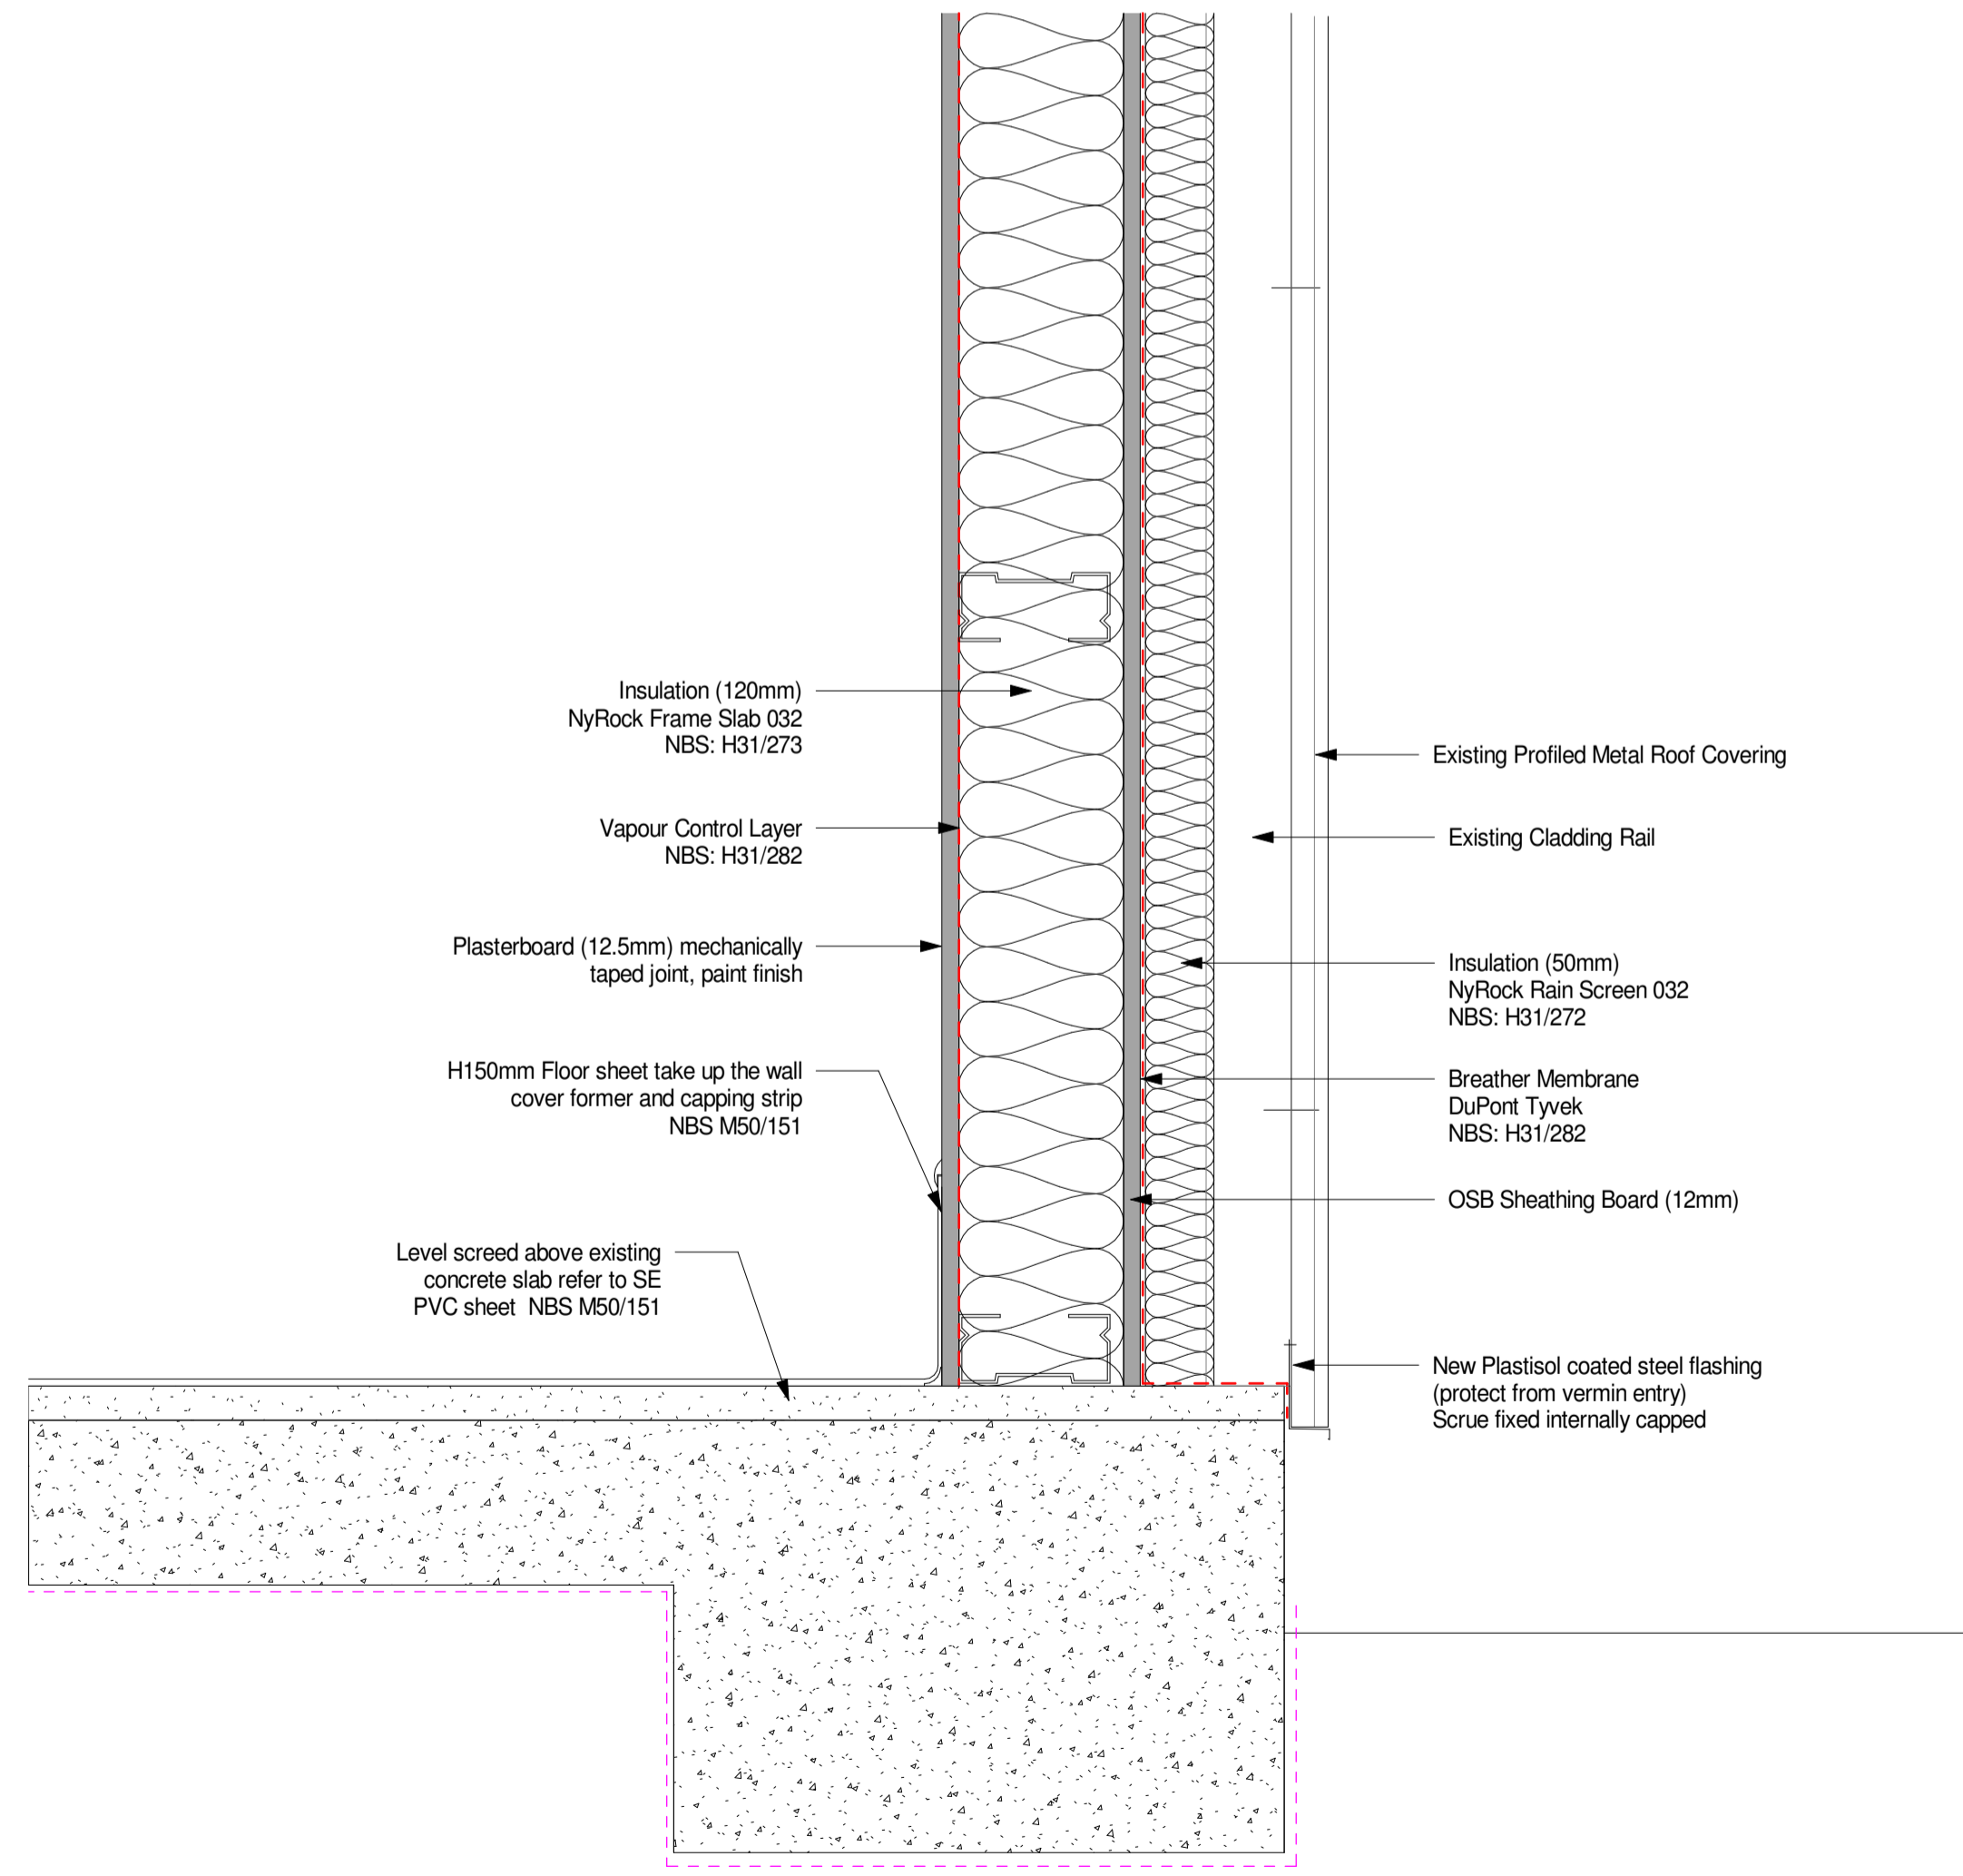 Insulation (120mm)
NyRock Frame Slab 032
NBS: H31/273
Vapour Control Layer
NBS: H31/282
Plasterboard (12.5mm) mechanically
taped joint, paint finish
H150mm Floor sheet take up the wall
cover former and capping strip
NBS M50/151
Level screed above existing
concrete slab refer to SE
PVC sheet  NBS M50/151
Existing Profiled Metal Roof Covering
Existing Cladding Rail
Insulation (50mm)
NyRock Rain Screen 032
NBS: H31/272
Breather Membrane
DuPont Tyvek
NBS: H31/282
OSB Sheathing Board (12mm)
New Plastisol coated steel flashing
(protect from vermin entry)
Scrue fixed internally capped